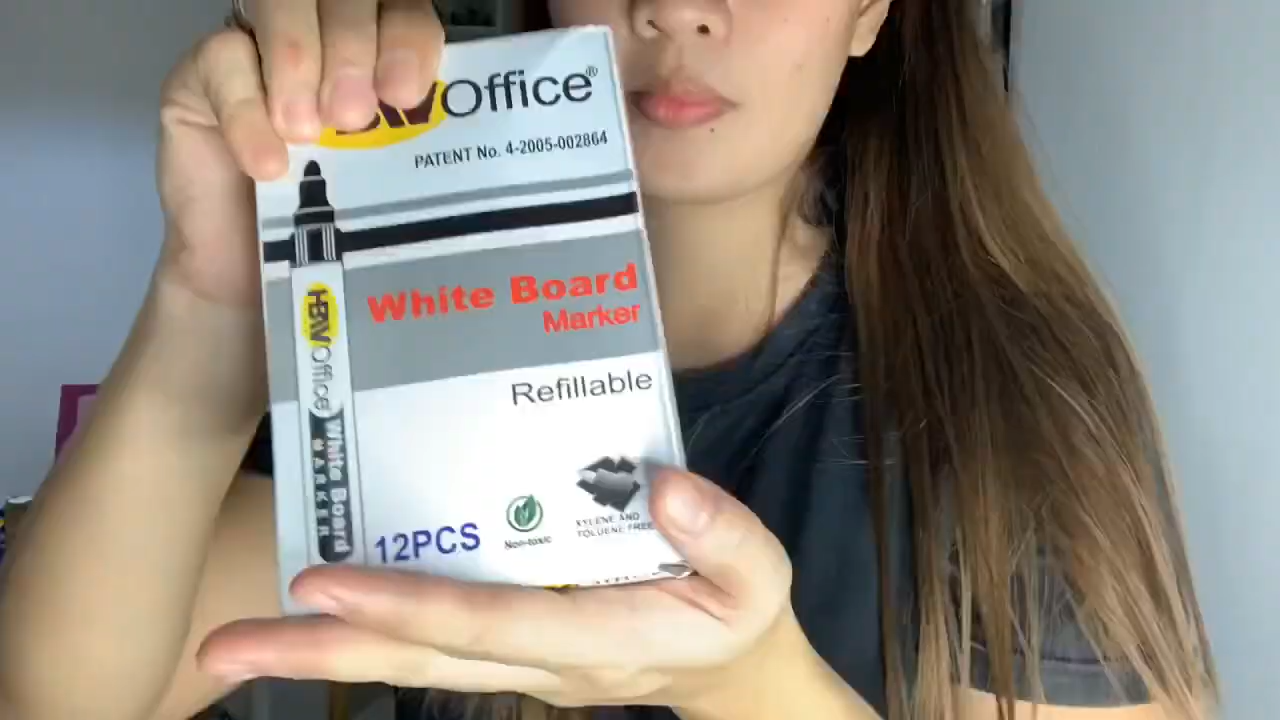 HBWOffice®
PATENT No. 4-2005-002864
White Board
Marker
Refillable
HBWOffice White Board
MARKER
12PCS
Non-toxic
XYLENE AND
TOLUENE FREE